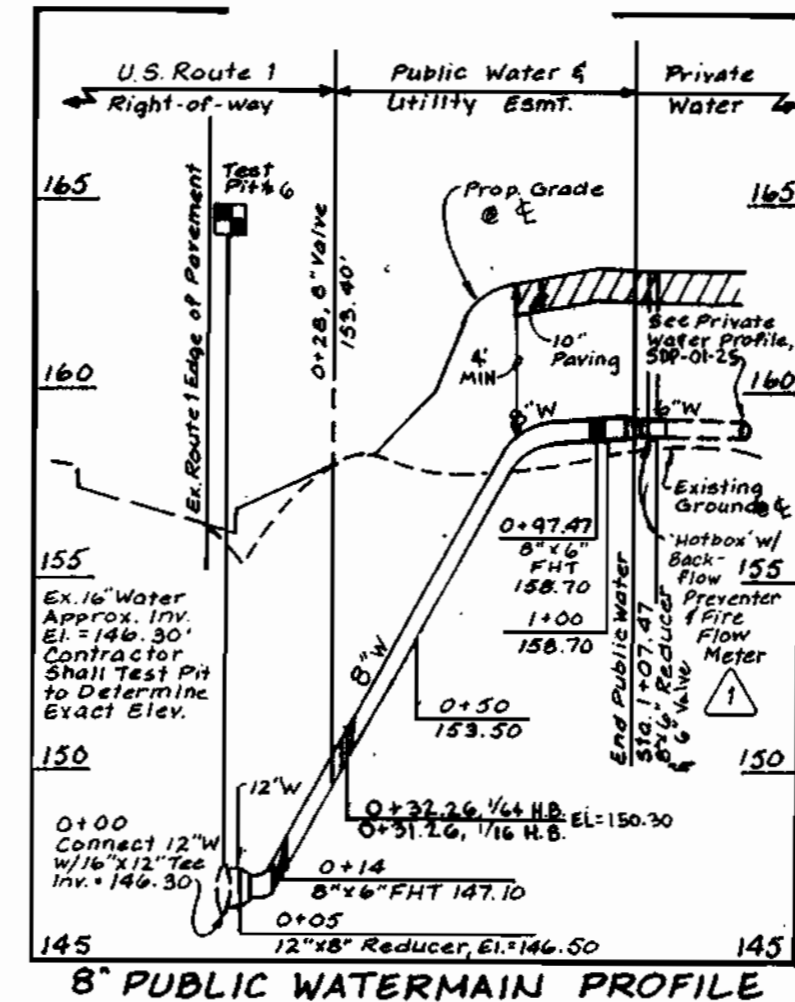 U.S. Route 1
Right-of-way
Public Water &
Utility Esmt.
Private
Water
165
165
Ex. Route 1 Edge of Pavement
Test
Pit # 6
0+28, 8" Valve
153.40'
Prop. Grade
@ ℄
10"
Paving
4'
MIN
See Private
Water Profile,
SDP-01-25
160
160
8"W
6"W
Existing
Ground @ ℄
0+97.47
8"x6"
FHT
158.70
'Hotbox' w/
Back-
flow
Preventer
& Fire
Flow
Meter
1
155
155
Ex. 16" Water
Approx. Inv.
El. = 146.30'
Contractor
Shall Test Pit
to Determine
Exact Elev.
1+00
158.70
End Public Water
Sta. 1+07.47
8"x6" Reducer
& 6" Valve
8"W
0+50
153.50
150
150
12"W
0+32.26, 1/64 H.B.
0+31.26, 1/16 H.B.
EL=150.30
0+00
Connect 12"W
w/16"x12" Tee
Inv. = 146.30
0+14
8"x6" FHT 147.10
0+05
12"x8" Reducer, El.=146.50
145
145
8" PUBLIC WATERMAIN PROFILE